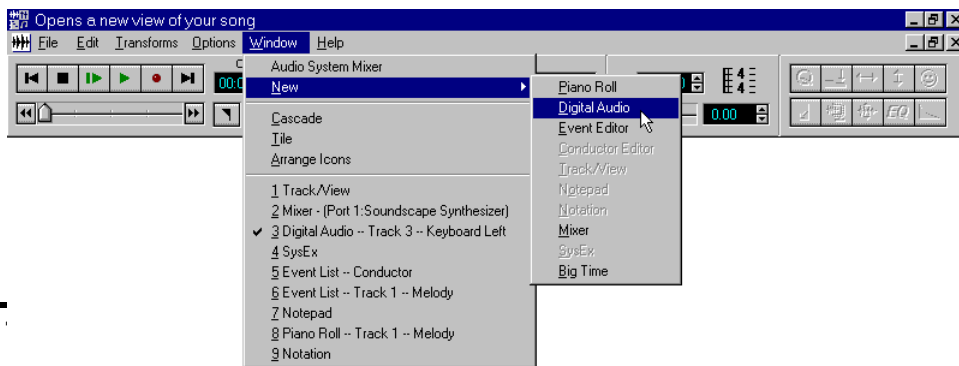 Opens a new view of your song
File Edit Transforms Options Window Help
Audio System Mixer
New
Cascade
Tile
Arrange Icons
1 Track/View
2 Mixer - (Port 1:Soundscape Synthesizer)
3 Digital Audio -- Track 3 -- Keyboard Left
4 SysEx
5 Event List -- Conductor
6 Event List -- Track 1 -- Melody
7 Notepad
8 Piano Roll -- Track 1 -- Melody
9 Notation
Piano Roll
Digital Audio
Event Editor
Conductor Editor
Track/View
Notepad
Notation
Mixer
SysEx
Big Time
4
4
0.00
EQ